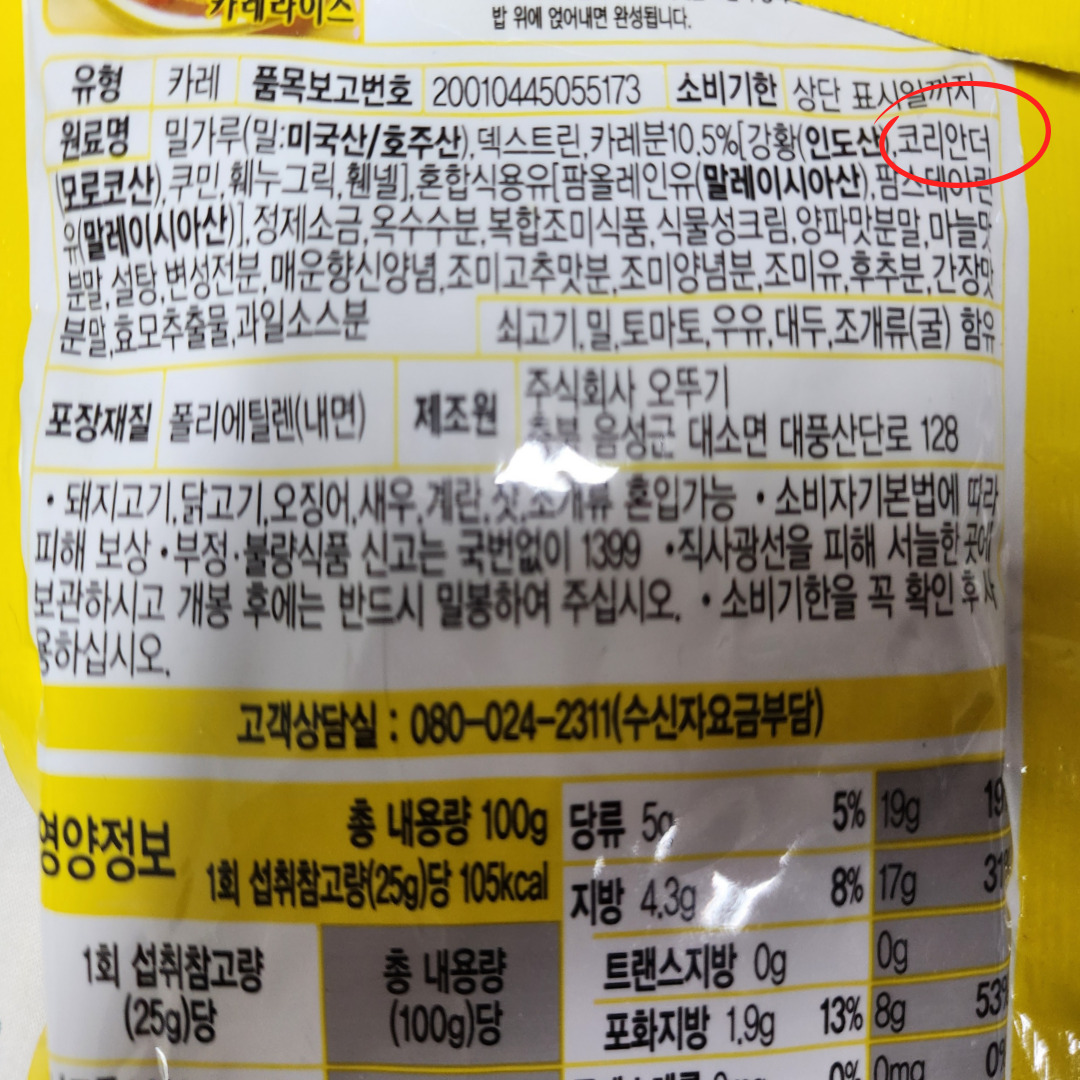 카레라이스
밥 위에 얹어내면 완성됩니다.
유형 카레 품목보고번호 20010445055173 소비기한 상단 표시일까지
원료명 밀가루(밀:미국산/호주산),덱스트린,카레분10.5%[강황(인도산),코리안더
(모로코산),쿠민,훼누그릭,휀넬],혼합식용유[팜올레인유(말레이시아산),팜스테아린
유(말레이시아산)],정제소금,옥수수분,복합조미식품,식물성크림,양파맛분말,마늘맛
분말,설탕,변성전분,매운향신양념,조미고추맛분,조미양념분,조미유,후추분,간장맛
분말,효모추출물,과일소스분
쇠고기,밀,토마토,우유,대두,조개류(굴) 함유
포장재질 폴리에틸렌(내면) 제조원 주식회사 오뚜기
충북 음성군 대소면 대풍산단로 128
• 돼지고기,닭고기,오징어,새우,계란,잣,조개류 혼입가능 • 소비자기본법에 따라
피해 보상 • 부정·불량식품 신고는 국번없이 1399 • 직사광선을 피해 서늘한 곳에
보관하시고 개봉 후에는 반드시 밀봉하여 주십시오. • 소비기한을 꼭 확인 후 사
용하십시오.
고객상담실 : 080-024-2311(수신자요금부담)
영양정보 총 내용량 100g
1회 섭취참고량(25g)당 105kcal
1회 섭취참고량
(25g)당
총 내용량
(100g)당
당류 5g 5% 19g 19
지방 4.3g 8% 17g 31%
트랜스지방 0g 0g
포화지방 1.9g 13% 8g 53%
0% 0mg 0%